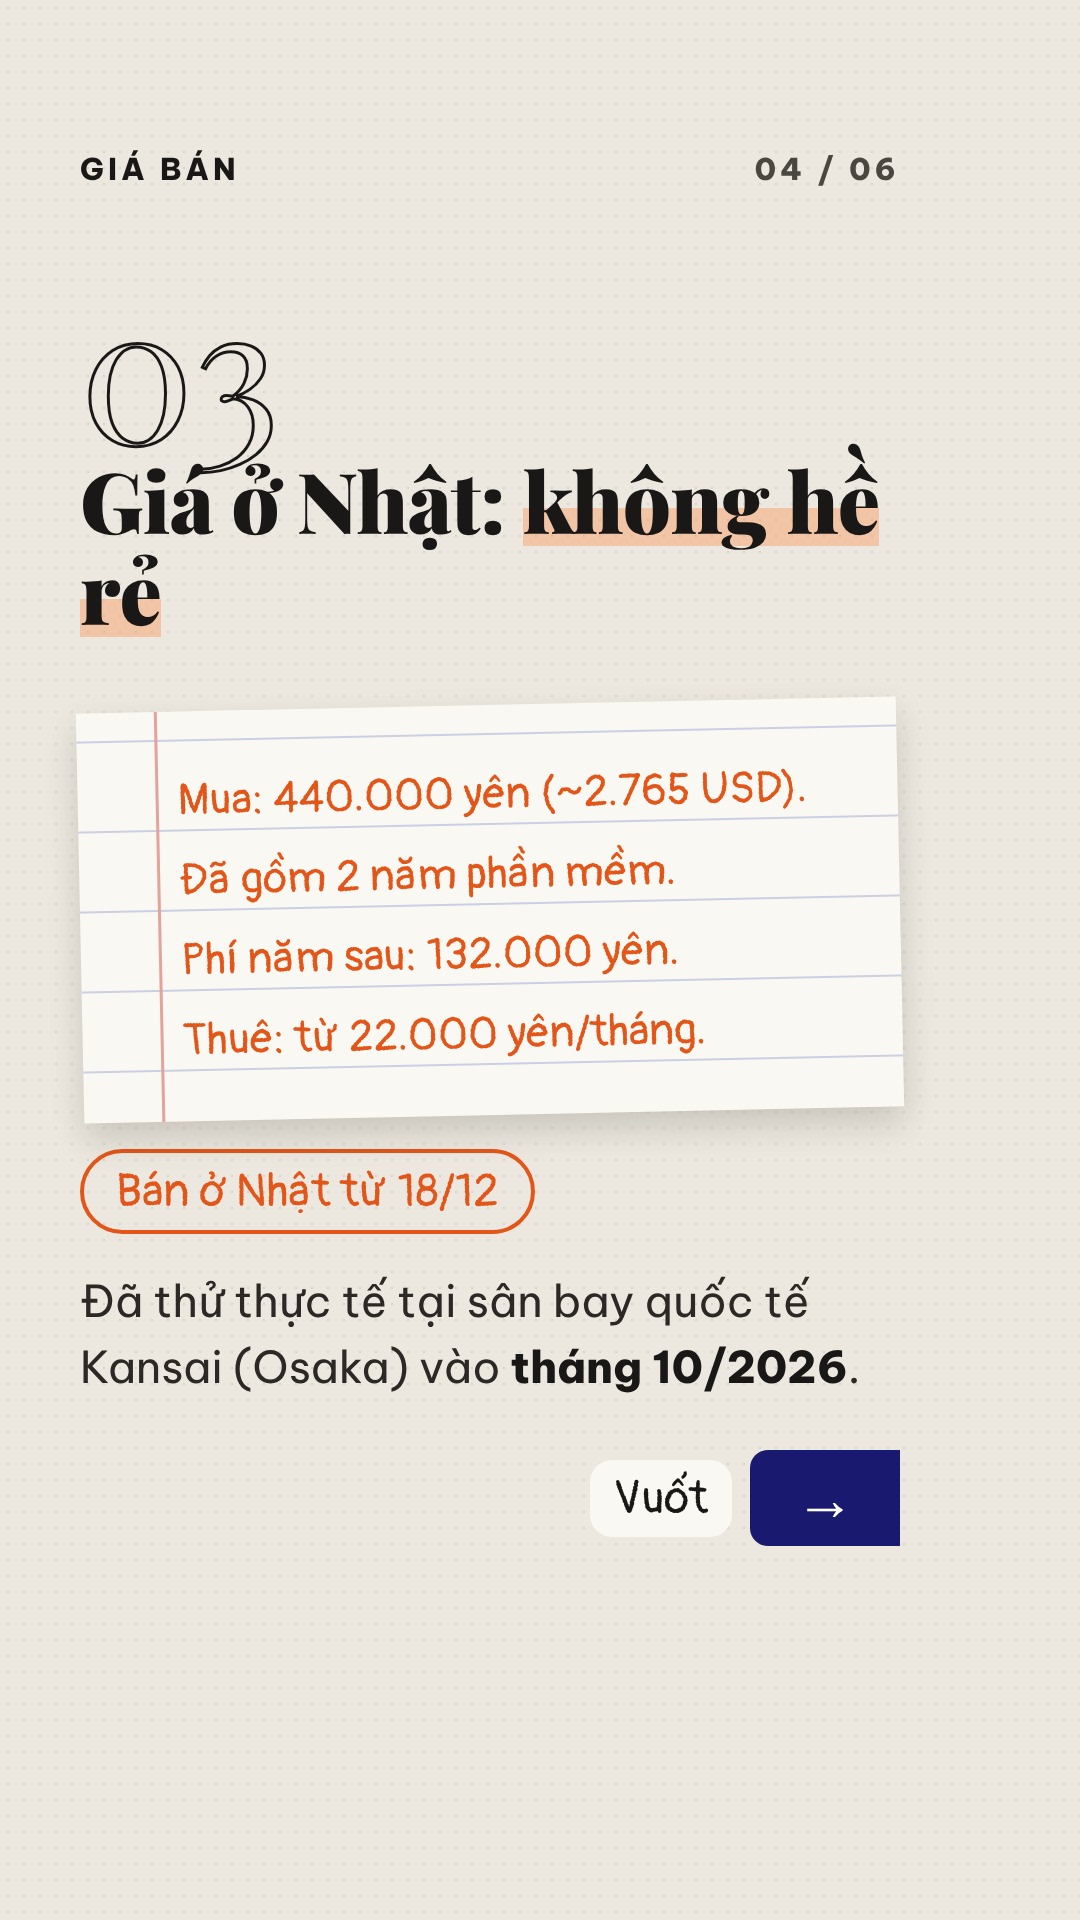 GIÁ BÁN
04 / 06
03
Giá ở Nhật: không hề
rẻ
Mua: 440.000 yên (~2.765 USD).
Đã gồm 2 năm phần mềm.
Phí năm sau: 132.000 yên.
Thuê: từ 22.000 yên/tháng.
Bán ở Nhật từ 18/12
Đã thử thực tế tại sân bay quốc tế
Kansai (Osaka) vào tháng 10/2026.
Vuốt →